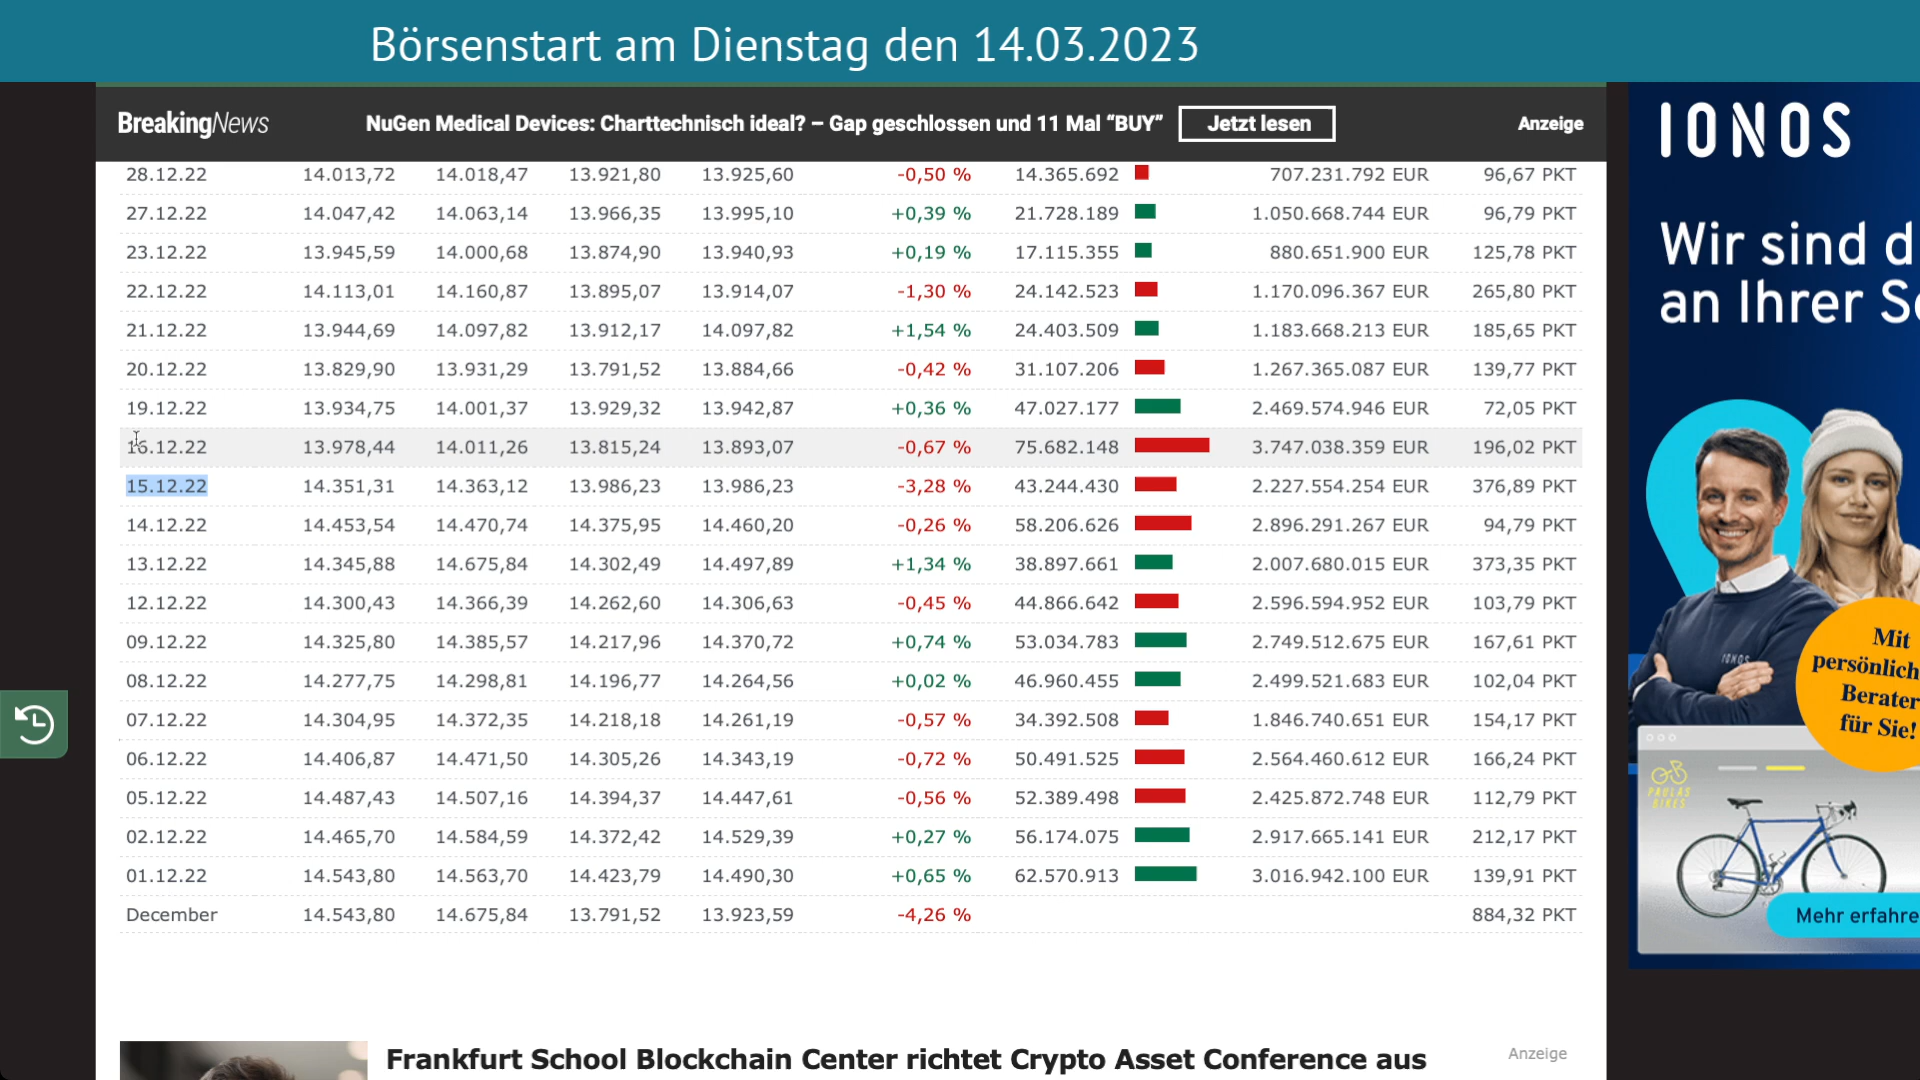 Börsenstart am Dienstag den 14.03.2023
BreakingNews NuGen Medical Devices: Charttechnisch ideal? – Gap geschlossen und 11 Mal “BUY” Jetzt lesen Anzeige
28.12.22 14.013,72 14.018,47 13.921,80 13.925,60 -0,50 % 14.365.692 707.231.792 EUR 96,67 PKT
27.12.22 14.047,42 14.063,14 13.966,35 13.995,10 +0,39 % 21.728.189 1.050.668.744 EUR 96,79 PKT
23.12.22 13.945,59 14.000,68 13.874,90 13.940,93 +0,19 % 17.115.355 880.651.900 EUR 125,78 PKT
22.12.22 14.113,01 14.160,87 13.895,07 13.914,07 -1,30 % 24.142.523 1.170.096.367 EUR 265,80 PKT
21.12.22 13.944,69 14.097,82 13.912,17 14.097,82 +1,54 % 24.403.509 1.183.668.213 EUR 185,65 PKT
20.12.22 13.829,90 13.931,29 13.791,52 13.884,66 -0,42 % 31.107.206 1.267.365.087 EUR 139,77 PKT
19.12.22 13.934,75 14.001,37 13.929,32 13.942,87 +0,36 % 47.027.177 2.469.574.946 EUR 72,05 PKT
16.12.22 13.978,44 14.011,26 13.815,24 13.893,07 -0,67 % 75.682.148 3.747.038.359 EUR 196,02 PKT
15.12.22 14.351,31 14.363,12 13.986,23 13.986,23 -3,28 % 43.244.430 2.227.554.254 EUR 376,89 PKT
14.12.22 14.453,54 14.470,74 14.375,95 14.460,20 -0,26 % 58.206.626 2.896.291.267 EUR 94,79 PKT
13.12.22 14.345,88 14.675,84 14.302,49 14.497,89 +1,34 % 38.897.661 2.007.680.015 EUR 373,35 PKT
12.12.22 14.300,43 14.366,39 14.262,60 14.306,63 -0,45 % 44.866.642 2.596.594.952 EUR 103,79 PKT
09.12.22 14.325,80 14.385,57 14.217,96 14.370,72 +0,74 % 53.034.783 2.749.512.675 EUR 167,61 PKT
08.12.22 14.277,75 14.298,81 14.196,77 14.264,56 +0,02 % 46.960.455 2.499.521.683 EUR 102,04 PKT
07.12.22 14.304,95 14.372,35 14.218,18 14.261,19 -0,57 % 34.392.508 1.846.740.651 EUR 154,17 PKT
06.12.22 14.406,87 14.471,50 14.305,26 14.343,19 -0,72 % 50.491.525 2.564.460.612 EUR 166,24 PKT
05.12.22 14.487,43 14.507,16 14.394,37 14.447,61 -0,56 % 52.389.498 2.425.872.748 EUR 112,79 PKT
02.12.22 14.465,70 14.584,59 14.372,42 14.529,39 +0,27 % 56.174.075 2.917.665.141 EUR 212,17 PKT
01.12.22 14.543,80 14.563,70 14.423,79 14.490,30 +0,65 % 62.570.913 3.016.942.100 EUR 139,91 PKT
December 14.543,80 14.675,84 13.791,52 13.923,59 -4,26 % 884,32 PKT
Frankfurt School Blockchain Center richtet Crypto Asset Conference aus Anzeige
IONOS
Wir sind d
an Ihrer Se
IONOS
Mit
persönlich
Berater
für Sie!
PAULAS
BIKES
Mehr erfahre